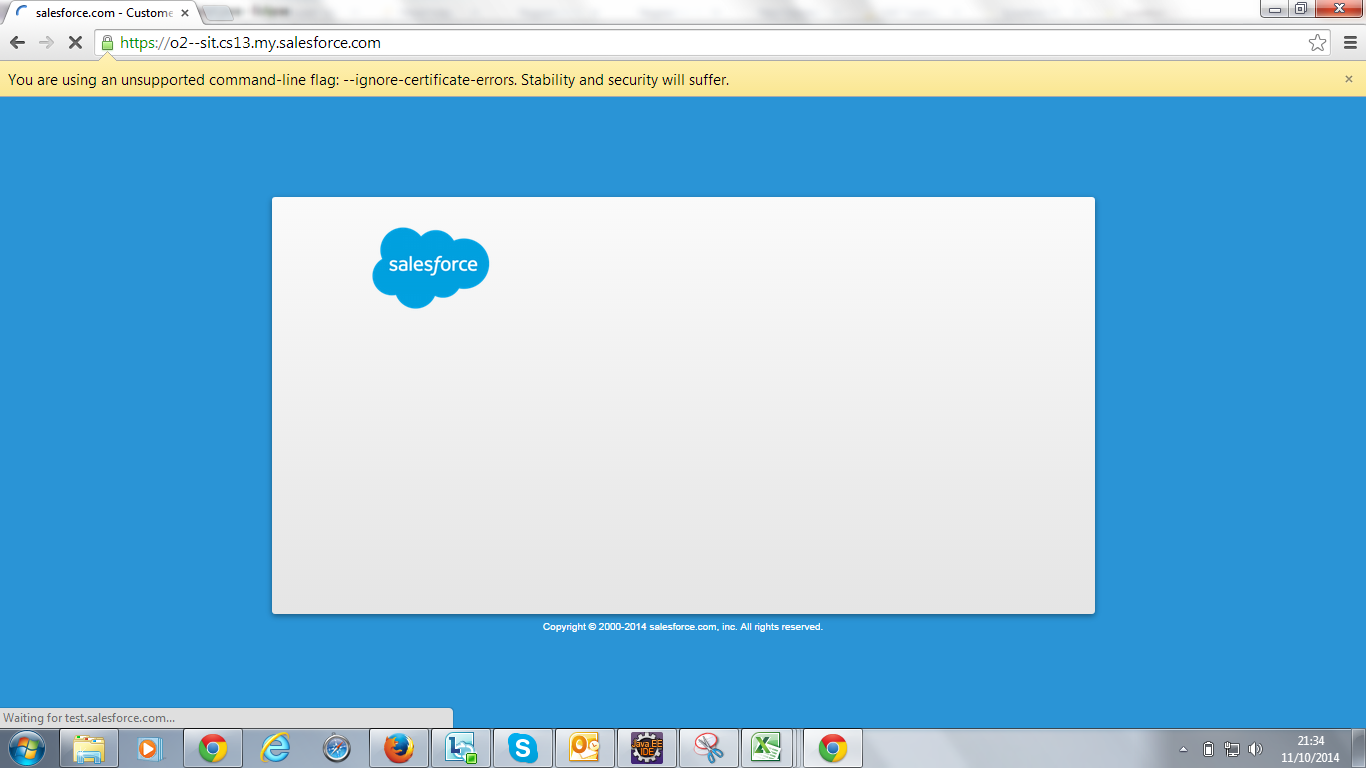 salesforce.com - Custome
https://o2--sit.cs13.my.salesforce.com
You are using an unsupported command-line flag: --ignore-certificate-errors. Stability and security will suffer.
salesforce
Copyright © 2000-2014 salesforce.com, inc. All rights reserved.
Waiting for test.salesforce.com...
Java EE
IDE
21:34
11/10/2014